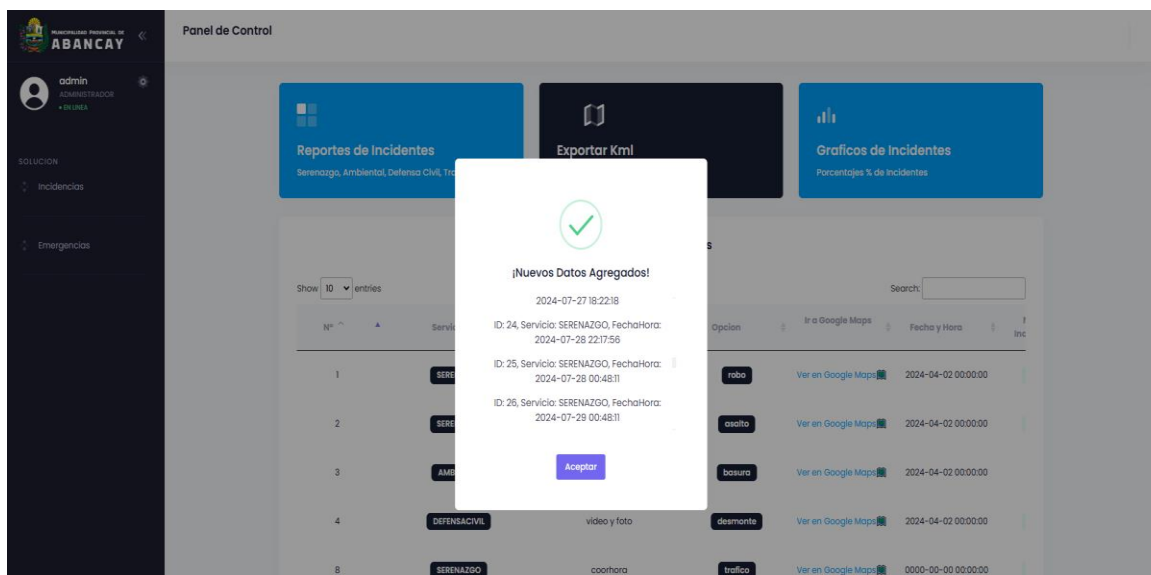 MUNICIPALIDAD PROVINCIAL DE
ABANCAY
Panel de Control
admin
ADMINISTRADOR
• EN LINEA
SOLUCION
Incidencias
Emergencias
Reportes de Incidentes
Serenazgo, Ambiental, Defensa Civil,
Exportar Kml
Graficos de Incidentes
Porcentajes % de Incidentes
¡Nuevos Datos Agregados!
2024-07-27 18:22:18
ID: 24, Servicio: SERENAZGO, FechaHora:
2024-07-28 22:17:56
ID: 25, Servicio: SERENAZGO, FechaHora:
2024-07-28 00:48:11
ID: 26, Servicio: SERENAZGO, FechaHora:
2024-07-29 00:48:11
Aceptar
Show 10 entries
Search:
N° Opcion Ir a Google Maps Fecha y Hora
1 robo Ver en Google Maps 2024-04-02 00:00:00
2 asalto Ver en Google Maps 2024-04-02 00:00:00
3 basura Ver en Google Maps 2024-04-02 00:00:00
4 DEFENSACIVIL video y foto desmonte Ver en Google Maps 2024-04-02 00:00:00
8 SERENAZGO coorhora trafico Ver en Google Maps 0000-00-00 00:00:00